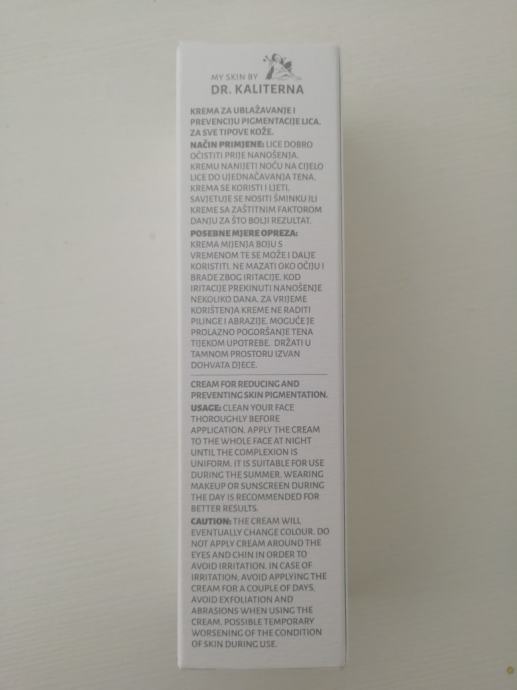 MY SKIN BY
DR. KALITERNA
KREMA ZA UBLAŽAVANJE I
PREVENCIJU PIGMENTACIJE LICA.
ZA SVE TIPOVE KOŽE.
NAČIN PRIMJENE: LICE DOBRO
OČISTITI PRIJE NANOŠENJA.
KREMU NANIJETI NOĆU NA CIJELO
LICE DO UJEDNAČAVANJA TENA.
KREMA SE KORISTI I LJETI.
SAVJETUJE SE NOSITI ŠMINKU ILI
KREME SA ZAŠTITNIM FAKTOROM
DANJU ZA ŠTO BOLJI REZULTAT.
POSEBNE MJERE OPREZA:
KREMA MIJENJA BOJU S
VREMENOM TE SE MOŽE I DALJE
KORISTITI. NE MAZATI OKO OČIJU I
BRADE ZBOG IRITACIJE. KOD
IRITACIJE PREKINUTI NANOŠENJE
NEKOLIKO DANA. ZA VRIJEME
KORIŠTENJA KREME NE RADITI
PILINGE I ABRAZIJE. MOGUĆE JE
PROLAZNO POGORŠANJE TENA
TIJEKOM UPOTREBE. DRŽATI U
TAMNOM PROSTORU IZVAN
DOHVATA DJECE.
CREAM FOR REDUCING AND
PREVENTING SKIN PIGMENTATION.
USAGE: CLEAN YOUR FACE
THOROUGHLY BEFORE
APPLICATION. APPLY THE CREAM
TO THE WHOLE FACE AT NIGHT
UNTIL THE COMPLEXION IS
UNIFORM. IT IS SUITABLE FOR USE
DURING THE SUMMER. WEARING
MAKEUP OR SUNSCREEN DURING
THE DAY IS RECOMMENDED FOR
BETTER RESULTS.
CAUTION: THE CREAM WILL
EVENTUALLY CHANGE COLOUR. DO
NOT APPLY CREAM AROUND THE
EYES AND CHIN IN ORDER TO
AVOID IRRITATION. IN CASE OF
IRRITATION, AVOID APPLYING THE
CREAM FOR A COUPLE OF DAYS.
AVOID EXFOLIATION AND
ABRASIONS WHEN USING THE
CREAM. POSSIBLE TEMPORARY
WORSENING OF THE CONDITION
OF SKIN DURING USE.